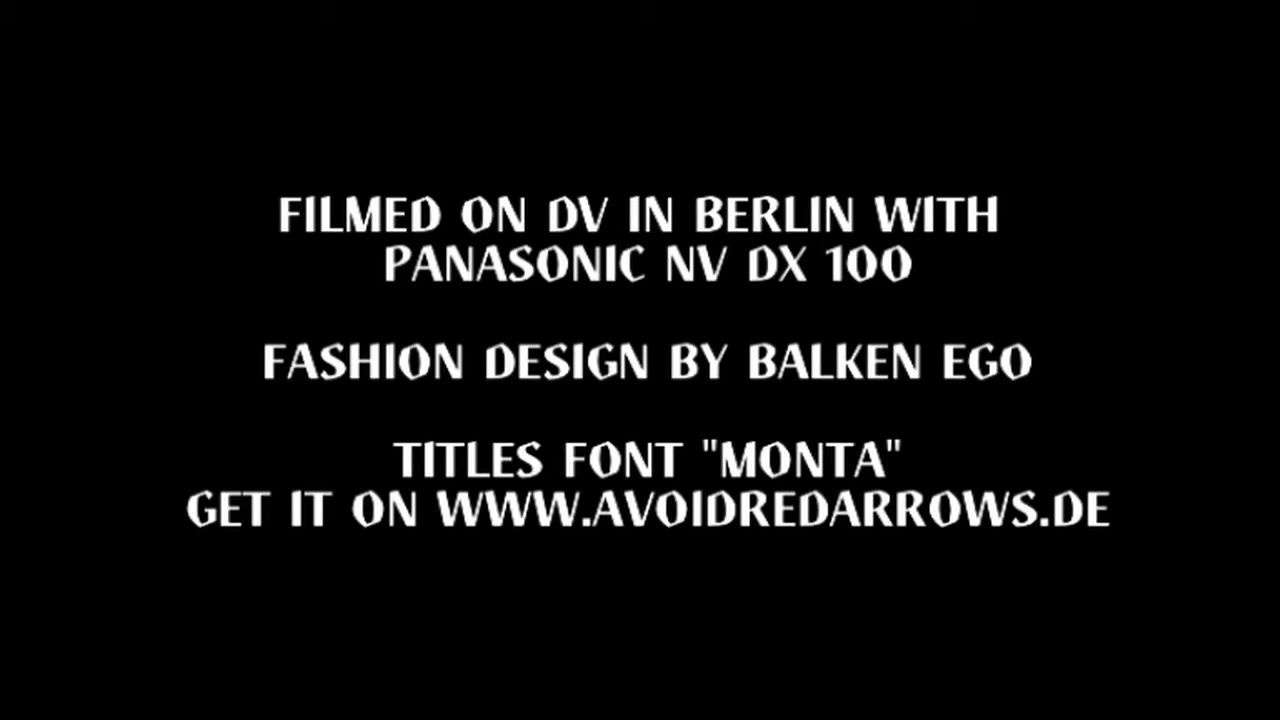 FILMED ON DV IN BERLIN WITH
PANASONIC NV DX 100
FASHION DESIGN BY BALKEN EGO
TITLES FONT "MONTA"
GET IT ON WWW.AVOIDREDARROWS.DE